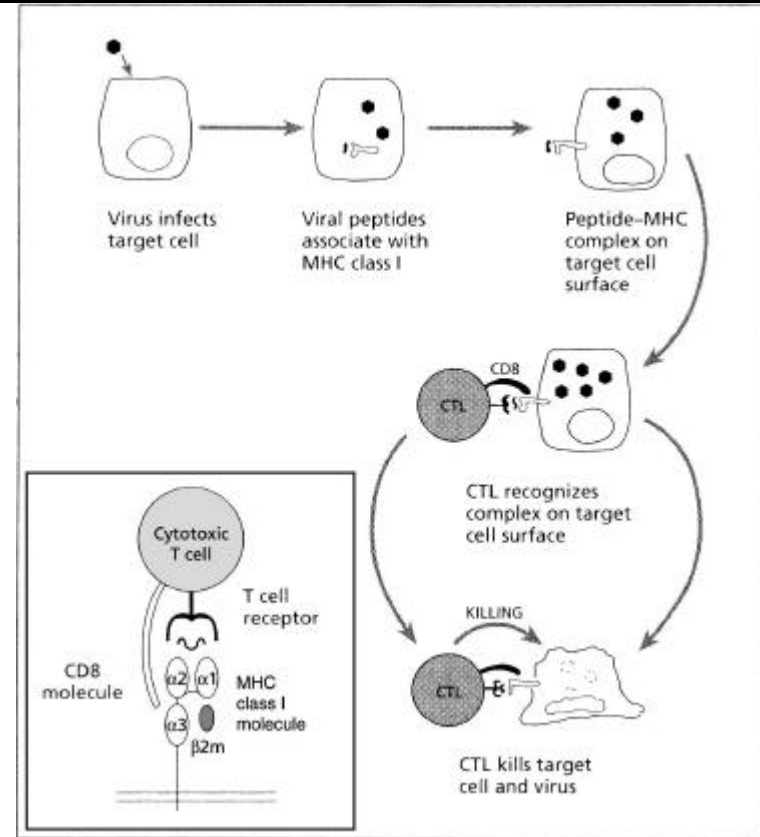 Virus infects
target cell
Viral peptides
associate with
MHC class I
Peptide–MHC
complex on
target cell
surface
CD8
CTL
CTL recognizes
complex on target
cell surface
KILLING
CTL
CTL kills target
cell and virus
Cytotoxic
T cell
T cell
receptor
CD8
molecule
α2 α1
MHC
class I
molecule
α3
β2m